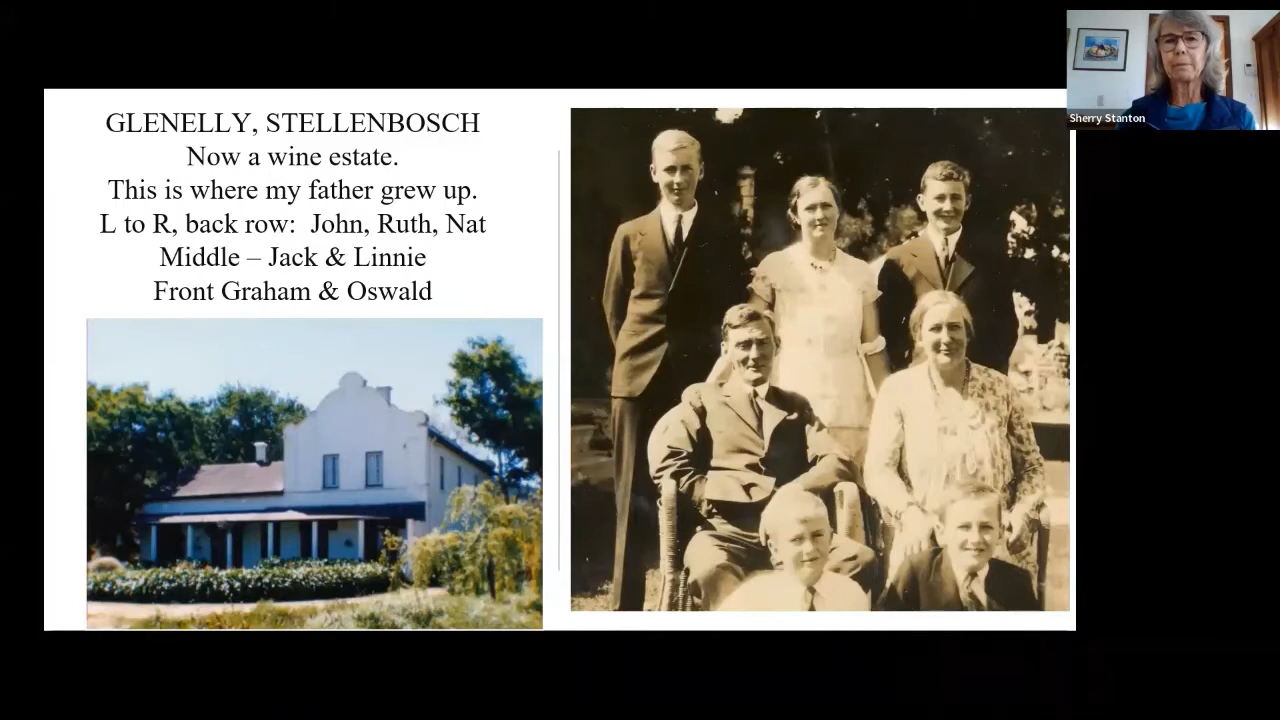 GLENELLY, STELLENBOSCH
Now a wine estate.
This is where my father grew up.
L to R, back row:  John, Ruth, Nat
Middle – Jack & Linnie
Front Graham & Oswald
Sherry Stanton